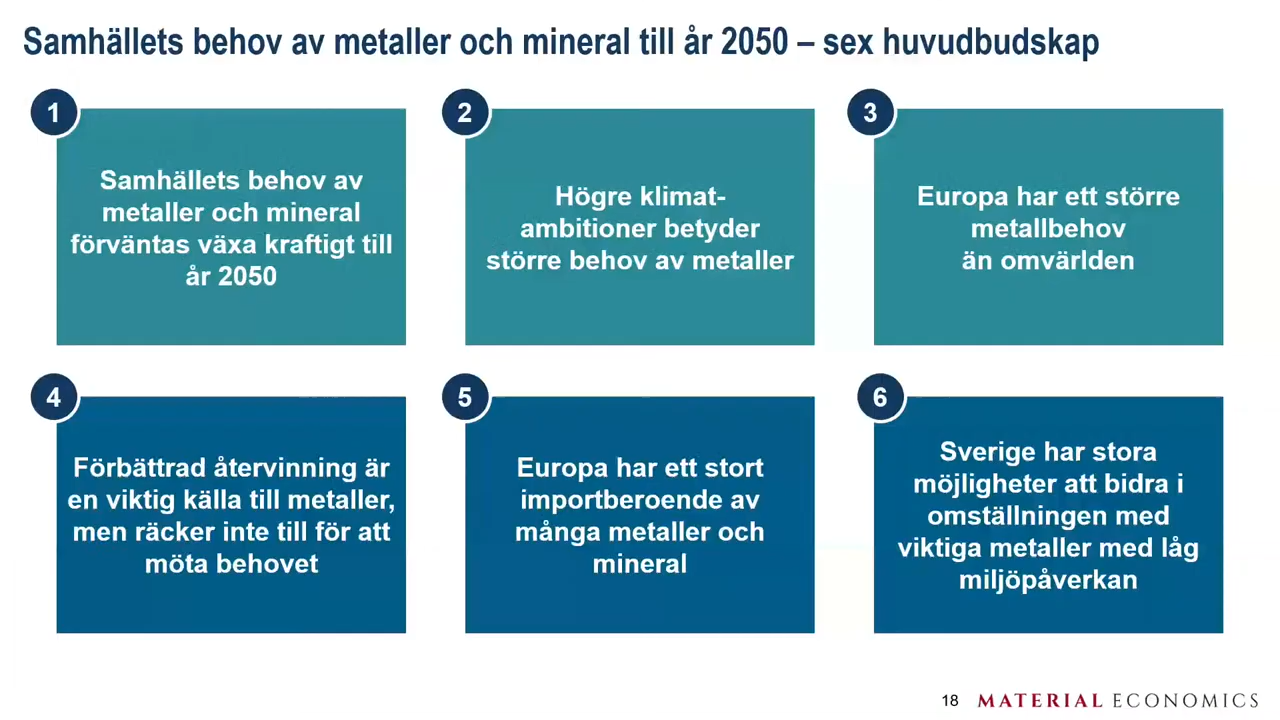 Samhällets behov av metaller och mineral till år 2050 – sex huvudbudskap
1
Samhällets behov av
metaller och mineral
förväntas växa kraftigt till
år 2050
2
Högre klimat-
ambitioner betyder
större behov av metaller
3
Europa har ett större
metallbehov
än omvärlden
4
Förbättrad återvinning är
en viktig källa till metaller,
men räcker inte till för att
möta behovet
5
Europa har ett stort
importberoende av
många metaller och
mineral
6
Sverige har stora
möjligheter att bidra i
omställningen med
viktiga metaller med låg
miljöpåverkan
18 MATERIAL ECONOMICS